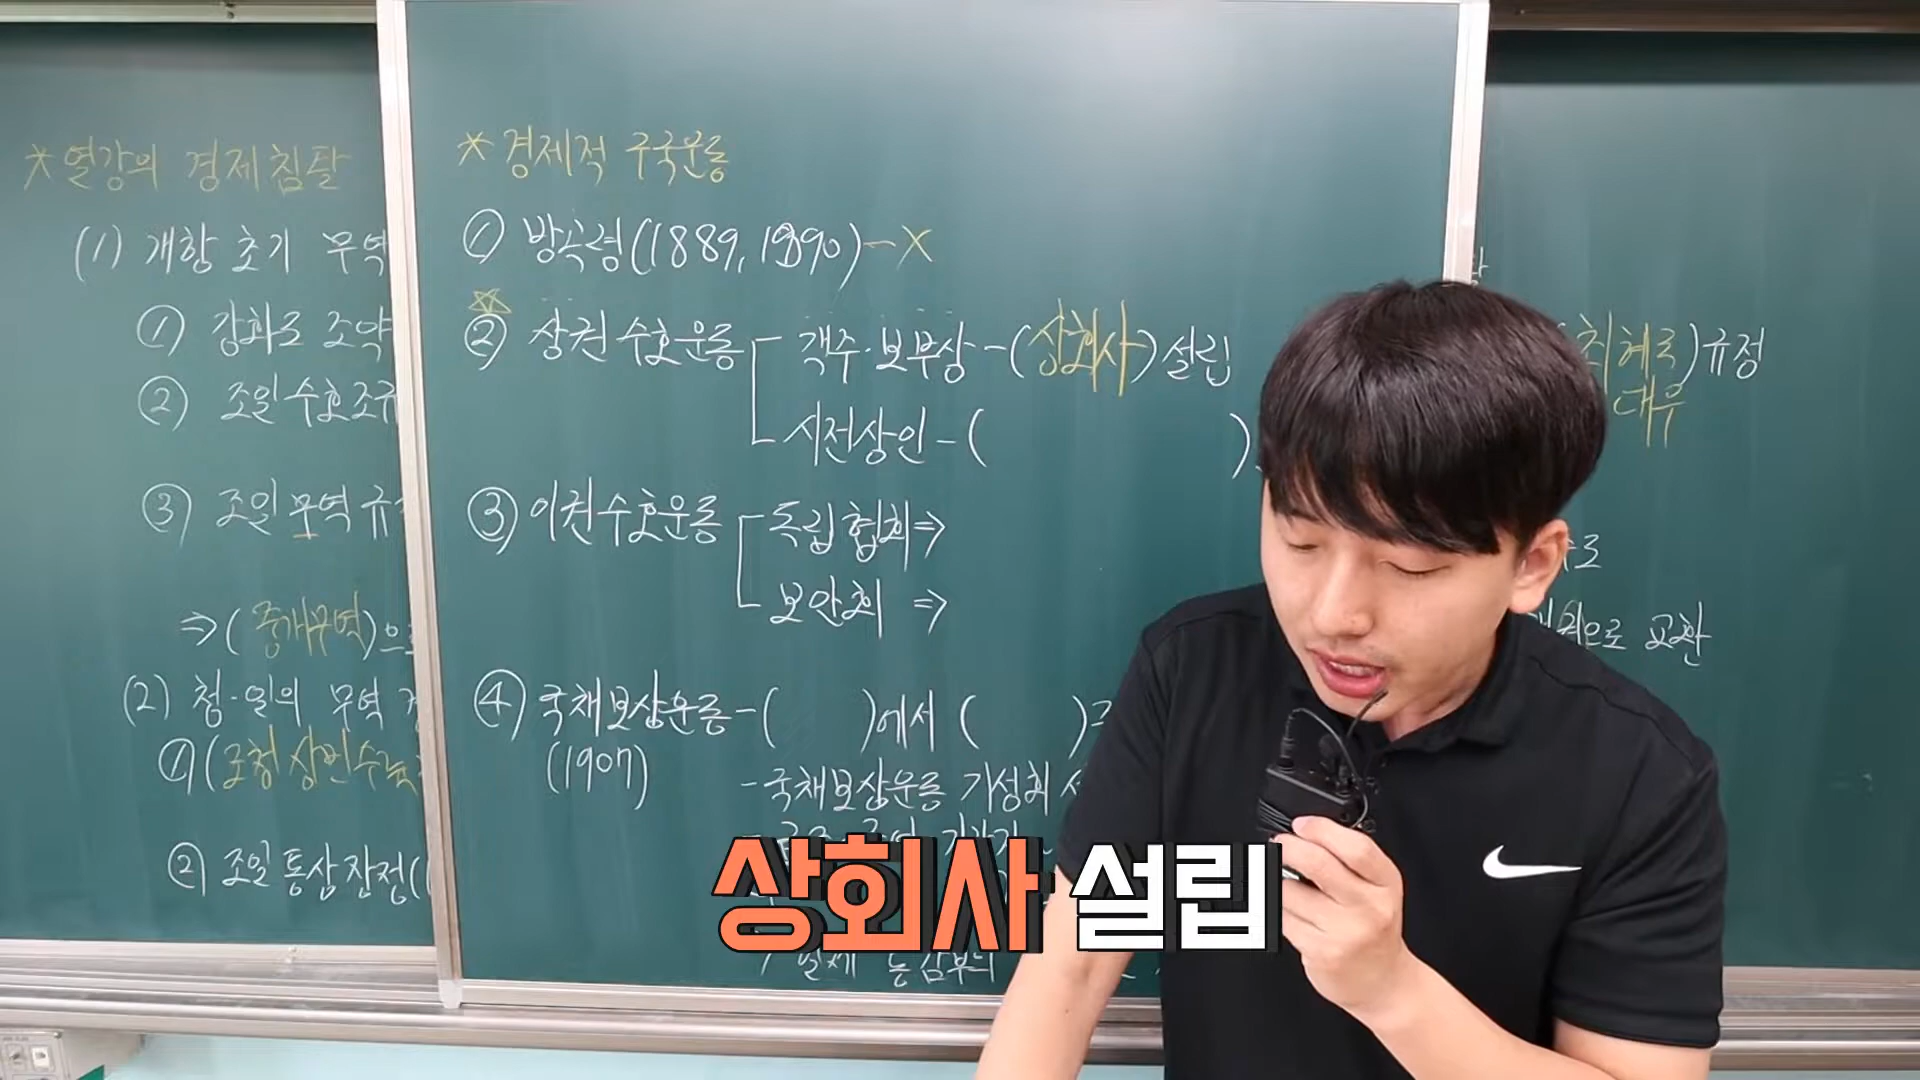 * 열강의 경제침탈
(1) 개항 초기 무역
① 강화도 조약
② 조일수호조규
③ 조일무역규
⇒ (중개무역)으로
(2) 청·일의 무역
① (조청상민수륙
② 조일통상장정(
* 경제적 구국운동
① 방곡령(1889, 1890) - X
☆
② 상권수호운동
객주·보부상 - (상회사) 설립
시전상인 - ( )
③ 이권수호운동
독립협회 ⇒
보안회 ⇒
④ 국채보상운동 - ( )에서 ( )
(1907)
- 국채보상운동 기성회
일제 통감부의
최혜국)규정
대우
으로 교환
상회사 설립